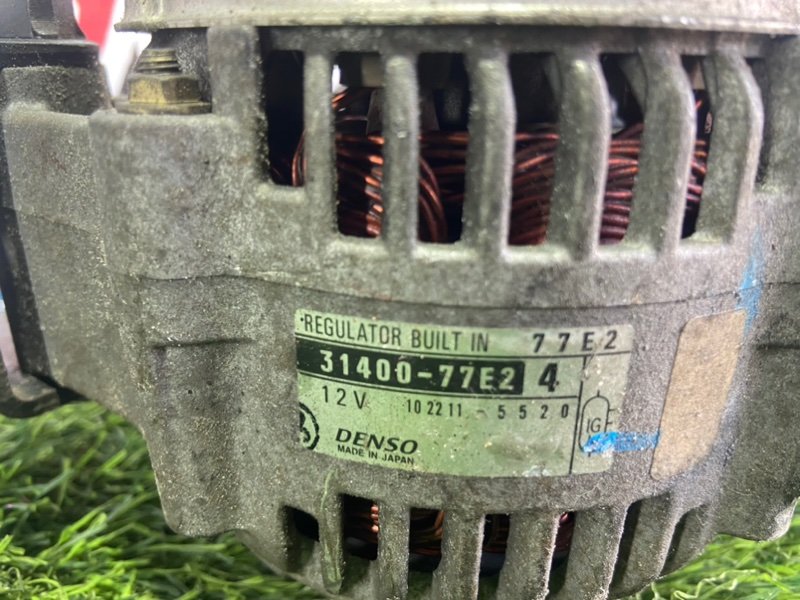 REGULATOR BUILT IN 77E2
31400-77E2 4
12V 102211-5520
IG
DENSO
MADE IN JAPAN